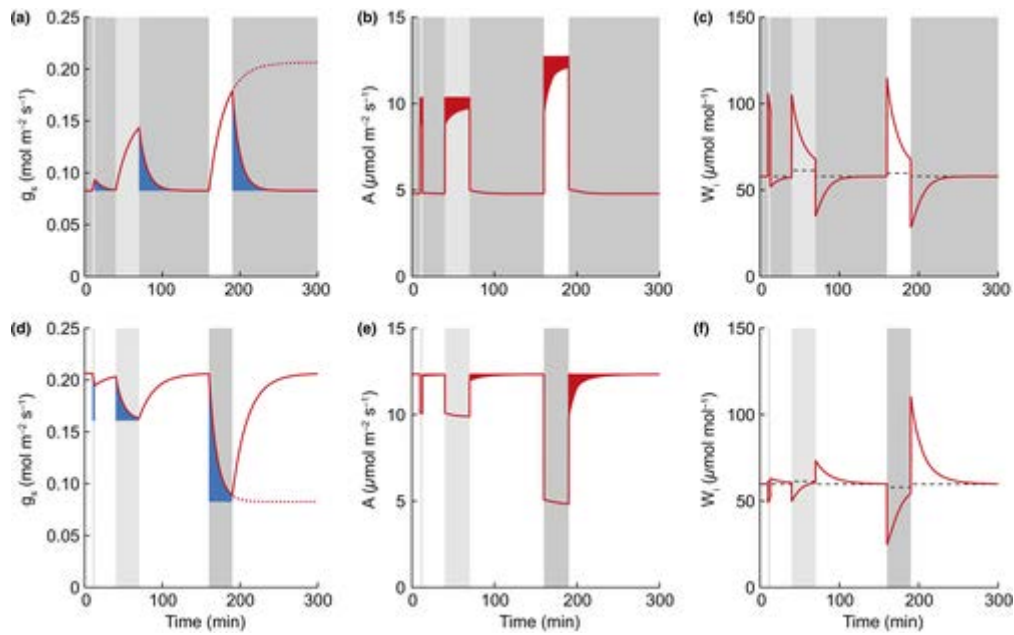 (a)
0.25
0.20
0.15
0.10
0.05
0
gs (mol m⁻² s⁻¹)
0 100 200 300
(b)
15
10
5
0
A (μmol m⁻² s⁻¹)
0 100 200 300
(c)
150
100
50
0
Wi (μmol mol⁻¹)
0 100 200 300
(d)
0.25
0.20
0.15
0.10
0.05
0
gs (mol m⁻² s⁻¹)
0 100 200 300
Time (min)
(e)
15
10
5
0
A (μmol m⁻² s⁻¹)
0 100 200 300
Time (min)
(f)
150
100
50
0
Wi (μmol mol⁻¹)
0 100 200 300
Time (min)